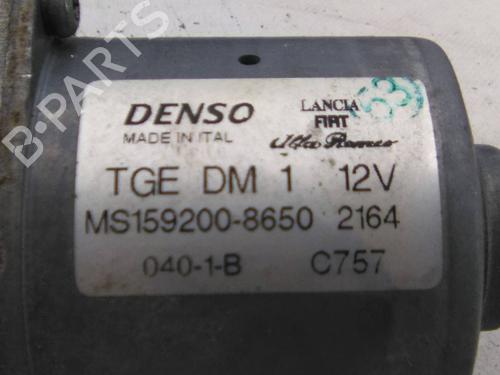 B-PARTS
DENSO
MADE IN ITAL
LANCIA
FIAT
Alfa Romeo
TGE DM 1 12V
MS159200-8650 2164
040-1-B C757